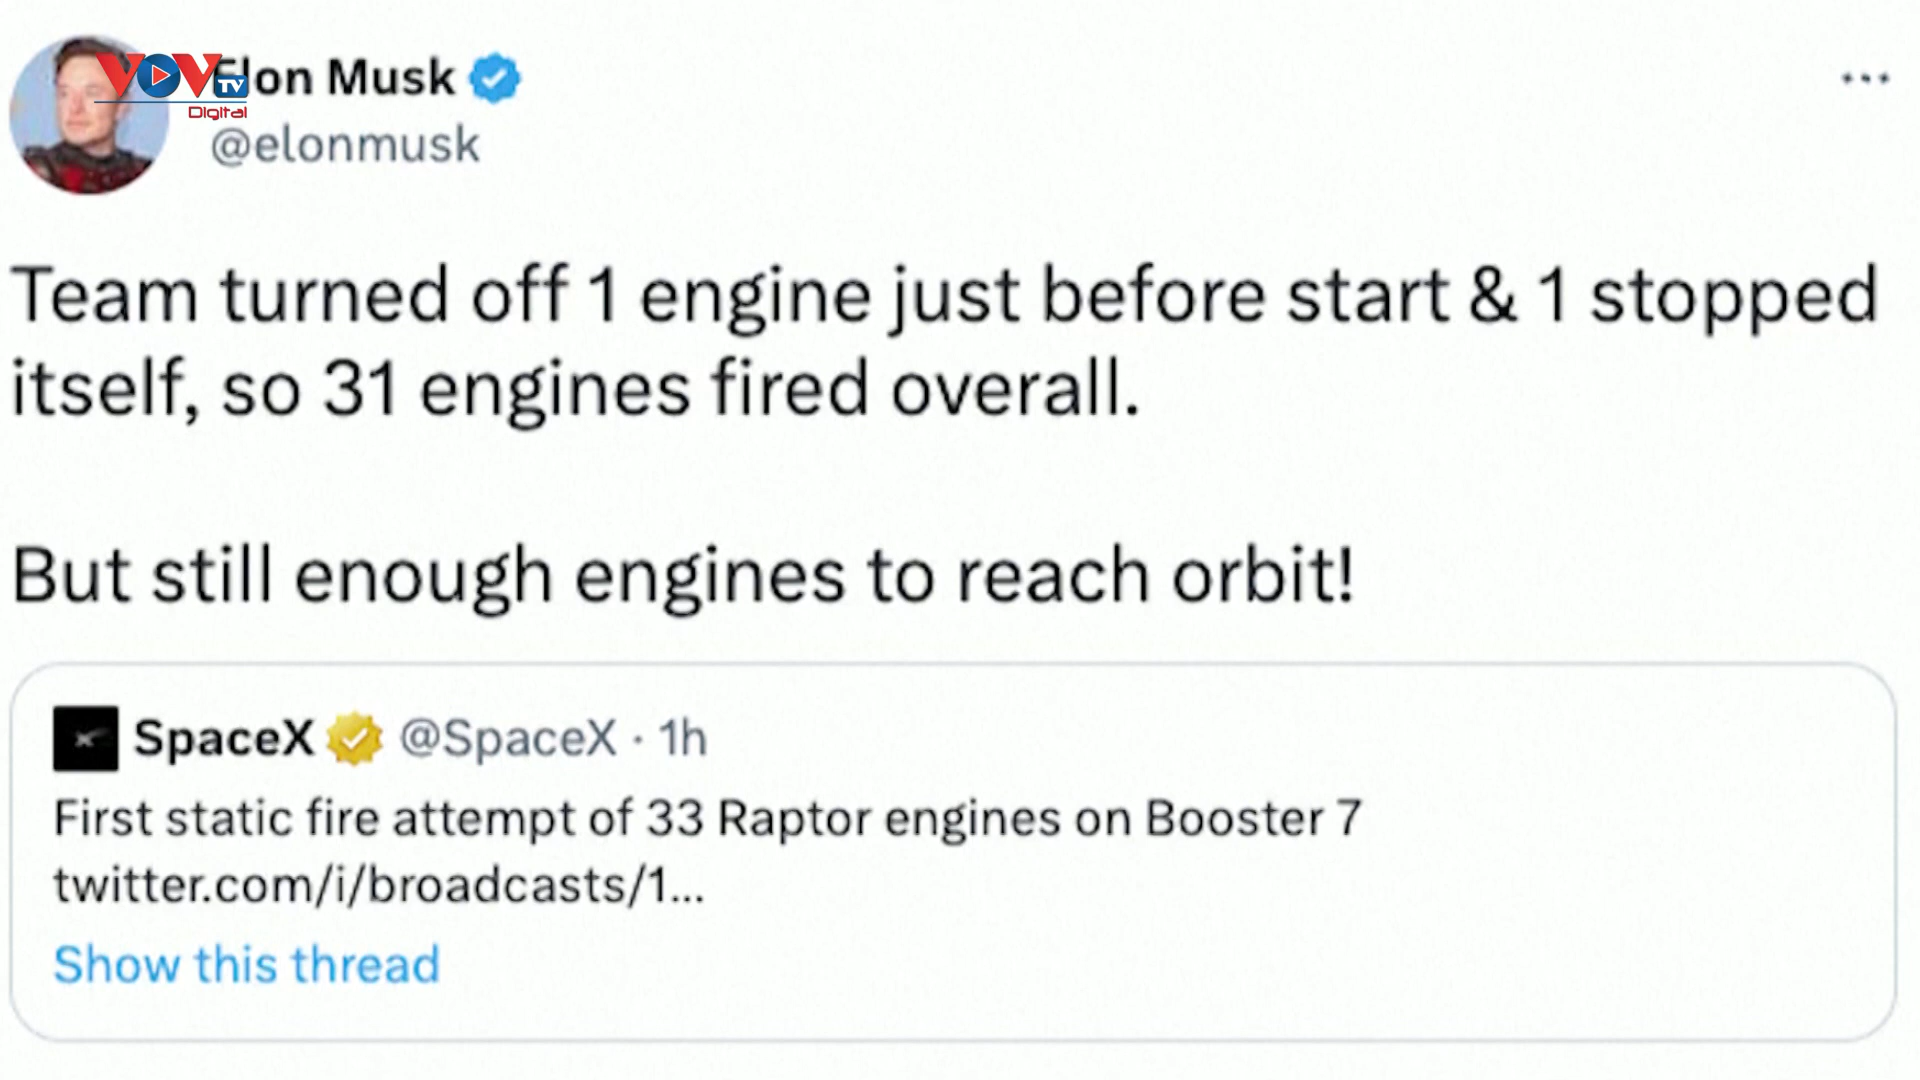 VOV TV
Digital
Elon Musk
@elonmusk
Team turned off 1 engine just before start & 1 stopped
itself, so 31 engines fired overall.
But still enough engines to reach orbit!
SpaceX @SpaceX · 1h
First static fire attempt of 33 Raptor engines on Booster 7
twitter.com/i/broadcasts/1...
Show this thread